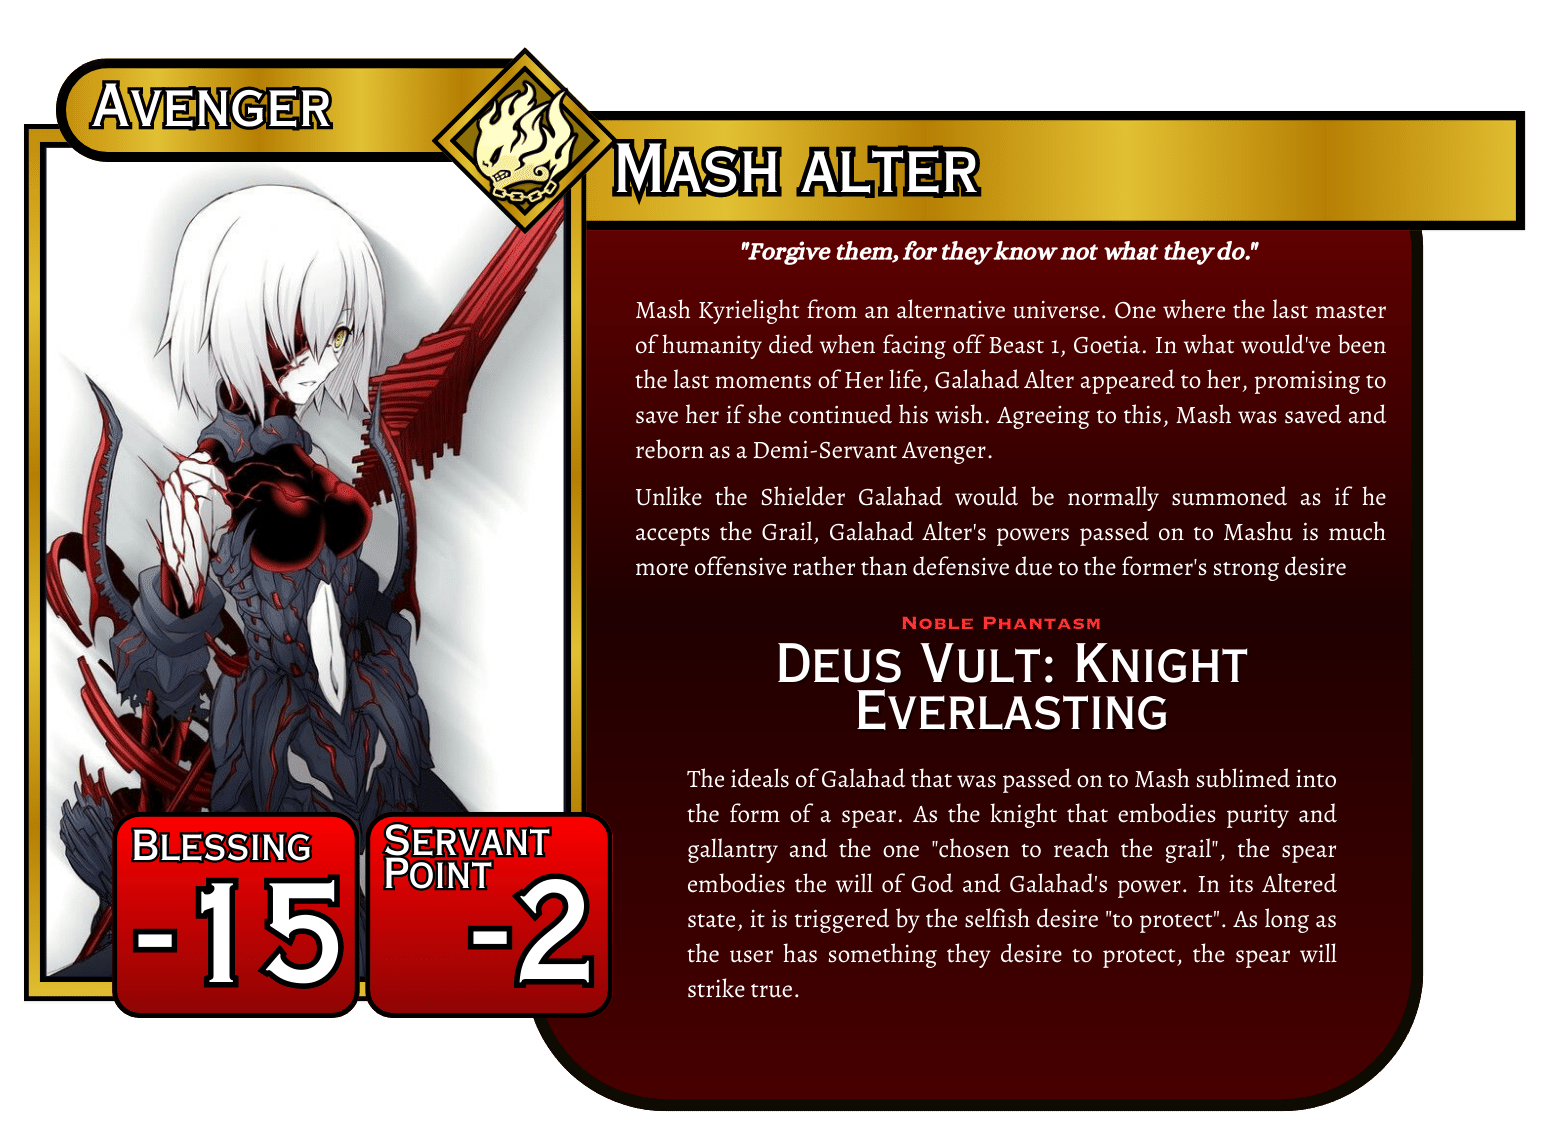 Avenger
Mash alter
"Forgive them, for they know not what they do."
Mash Kyrielight from an alternative universe. One where the last master
of humanity died when facing off Beast 1, Goetia. In what would've been
the last moments of Her life, Galahad Alter appeared to her, promising to
save her if she continued his wish. Agreeing to this, Mash was saved and
reborn as a Demi-Servant Avenger.
Unlike the Shielder Galahad would be normally summoned as if he
accepts the Grail, Galahad Alter's powers passed on to Mashu is much
more offensive rather than defensive due to the former's strong desire
Noble Phantasm
Deus Vult: Knight
Everlasting
The ideals of Galahad that was passed on to Mash sublimed into
the form of a spear. As the knight that embodies purity and
gallantry and the one "chosen to reach the grail", the spear
embodies the will of God and Galahad's power. In its Altered
state, it is triggered by the selfish desire "to protect". As long as
the user has something they desire to protect, the spear will
strike true.
Blessing
-15
Servant
Point
-2